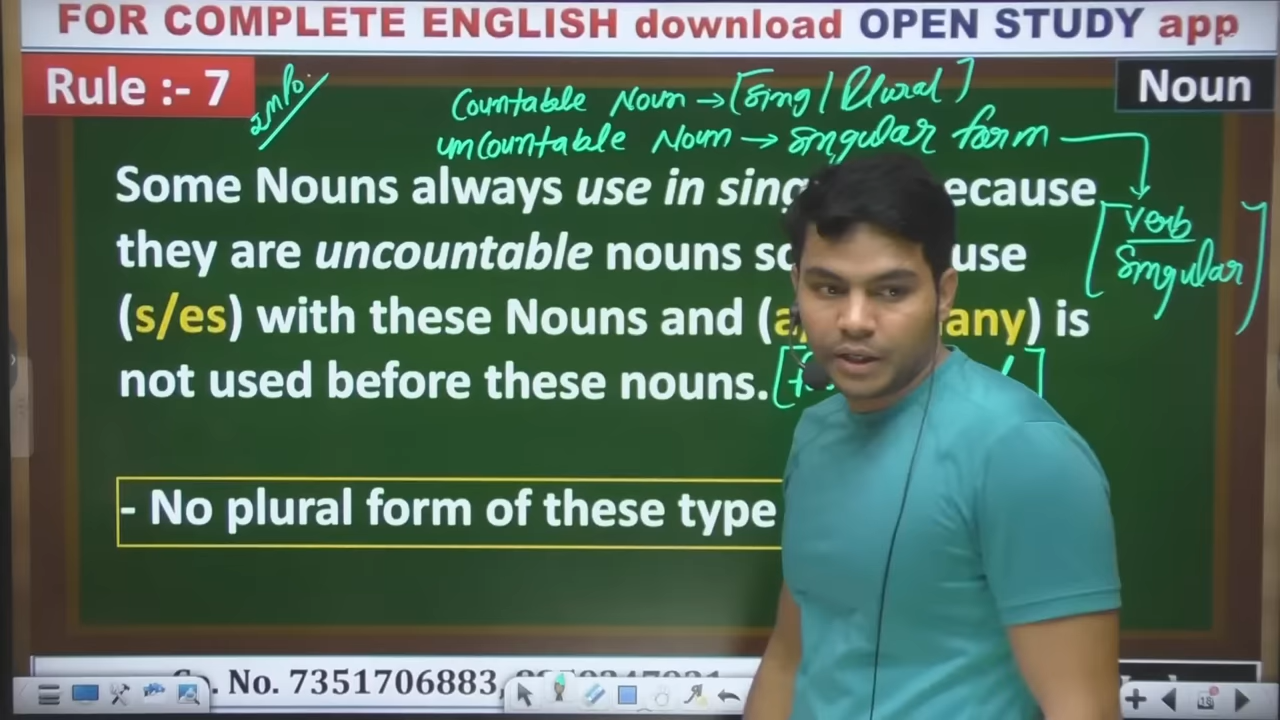 FOR COMPLETE ENGLISH download OPEN STUDY app
Rule :- 7
Impo.
Noun
Countable Noun → [Sing / Plural]
uncountable Noun → Singular form
Some Nouns always use in sing ecause
they are uncountable nouns so use
(s/es) with these Nouns and (a any) is
not used before these nouns.
[verb
Singular]
- No plural form of these type
No. 7351706883,